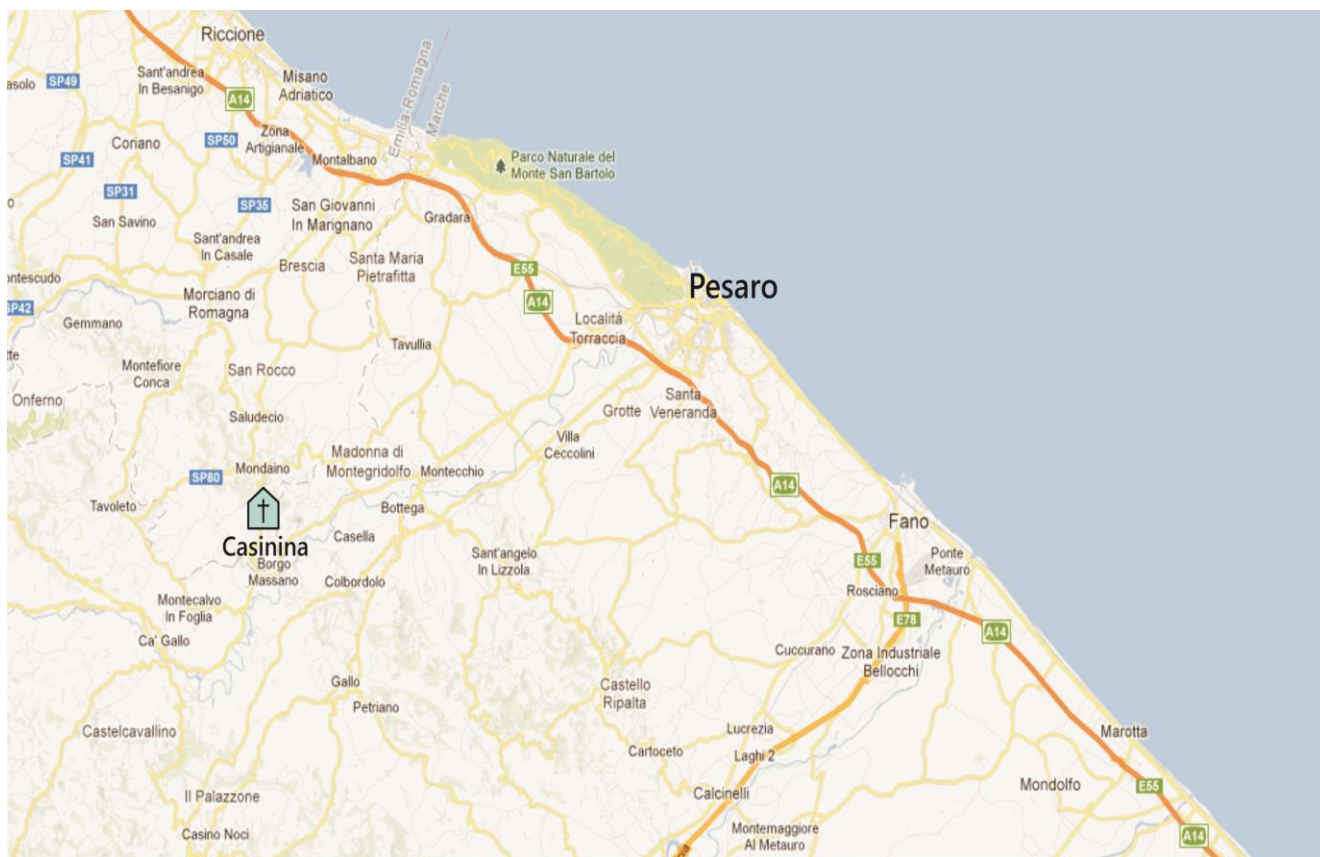 Riccione
Sant'andrea
In Besanigo
Misano
Adriatico
SP49
asolo
A14
Emilia-Romagna
Marche
Coriano
SP50
Zona
Artigianale
Montalbano
SP41
Parco Naturale del
Monte San Bartolo
SP31
SP35
San Giovanni
In Marignano
San Savino
Gradara
Sant'andrea
In Casale
Brescia
Santa Maria
Pietrafitta
E55
ontescudo
Pesaro
Morciano di
Romagna
A14
SP42
Gemmano
Località
Torraccia
tte
Tavullia
Montefiore
Conca
San Rocco
Onferno
Santa
Veneranda
Saludecio
Grotte
Villa
Ceccolini
Madonna di
Montegridolfo
SP80
Mondaino
Montecchio
A14
Tavoleto
Bottega
Fano
Casinina
Casella
Sant'angelo
In Lizzola
E55
Ponte
Metauro
Borgo
Massano
Colbordolo
Rosciano
Montecalvo
In Foglia
E78
A14
Ca' Gallo
Cuccurano
Zona Industriale
Bellocchi
Gallo
Petriano
Castello
Ripalta
Castelcavallino
Lucrezia
Marotta
Cartoceto
Laghi 2
Il Palazzone
Calcinelli
Mondolfo
E55
Casino Noci
Montemaggiore
Al Metauro
A14